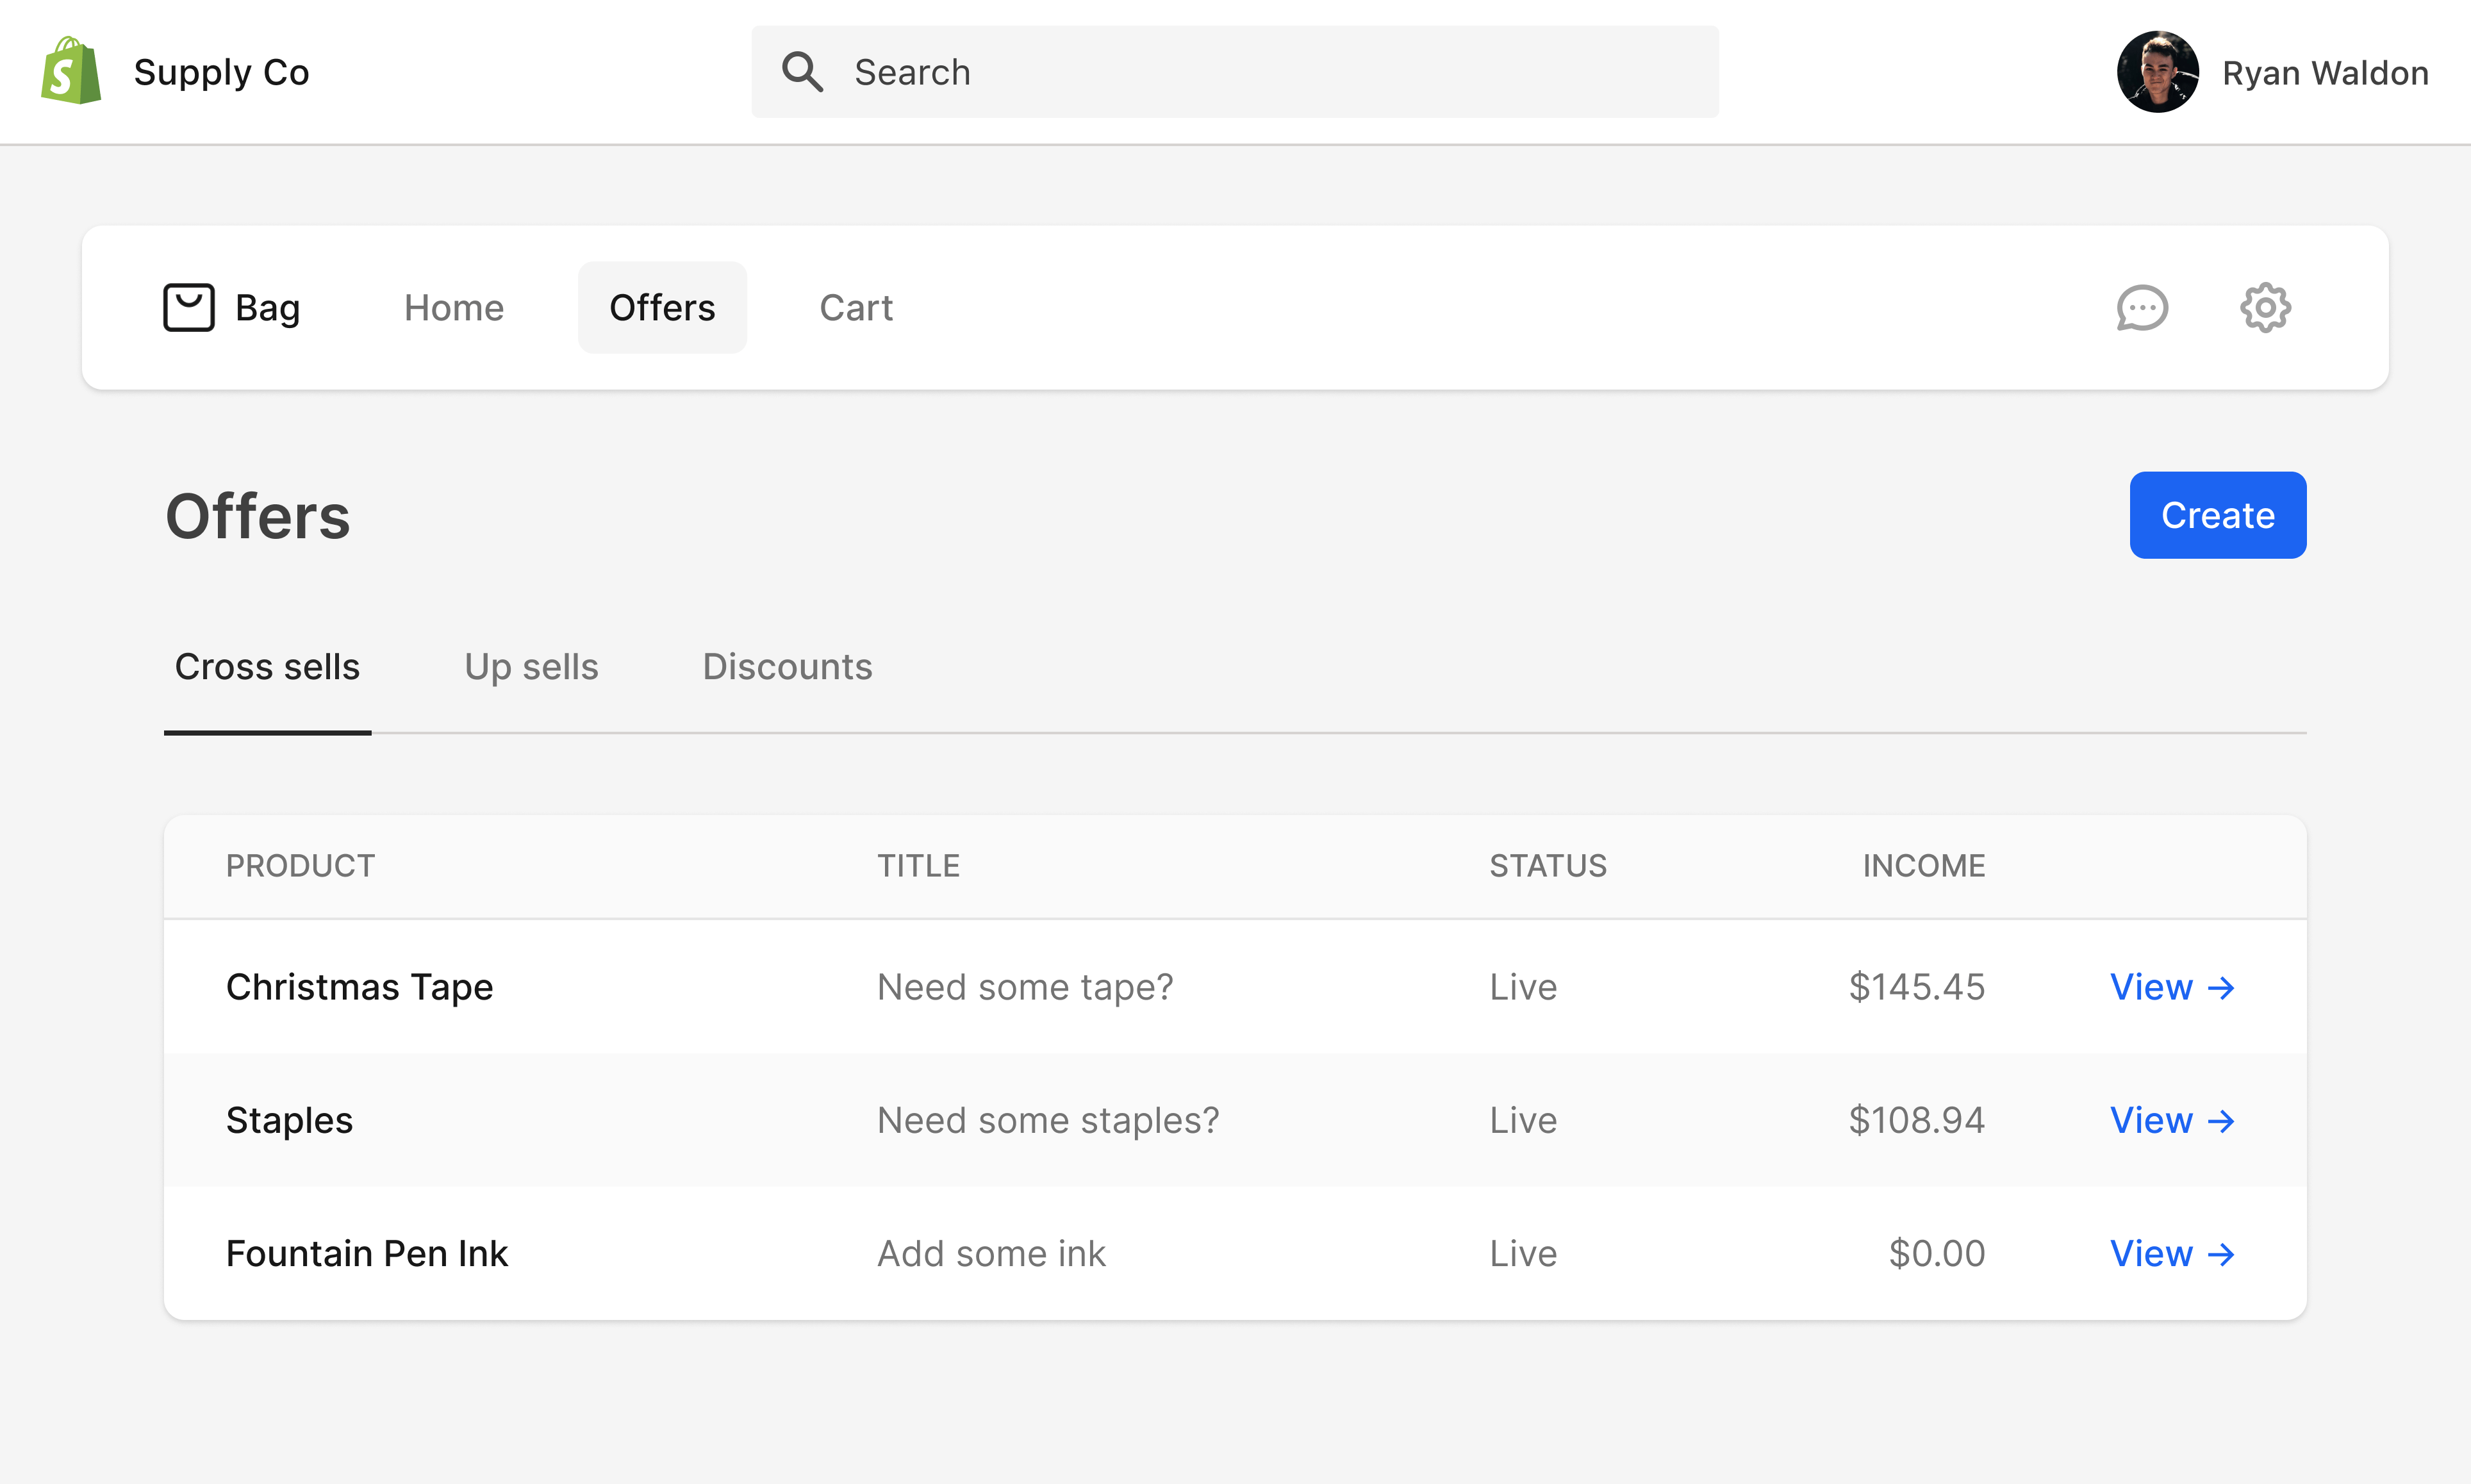 Supply Co
Search
Ryan Waldon
Bag Home Offers Cart
Offers
Create
Cross sells Up sells Discounts
PRODUCT TITLE STATUS INCOME
Christmas Tape Need some tape? Live $145.45 View →
Staples Need some staples? Live $108.94 View →
Fountain Pen Ink Add some ink Live $0.00 View →